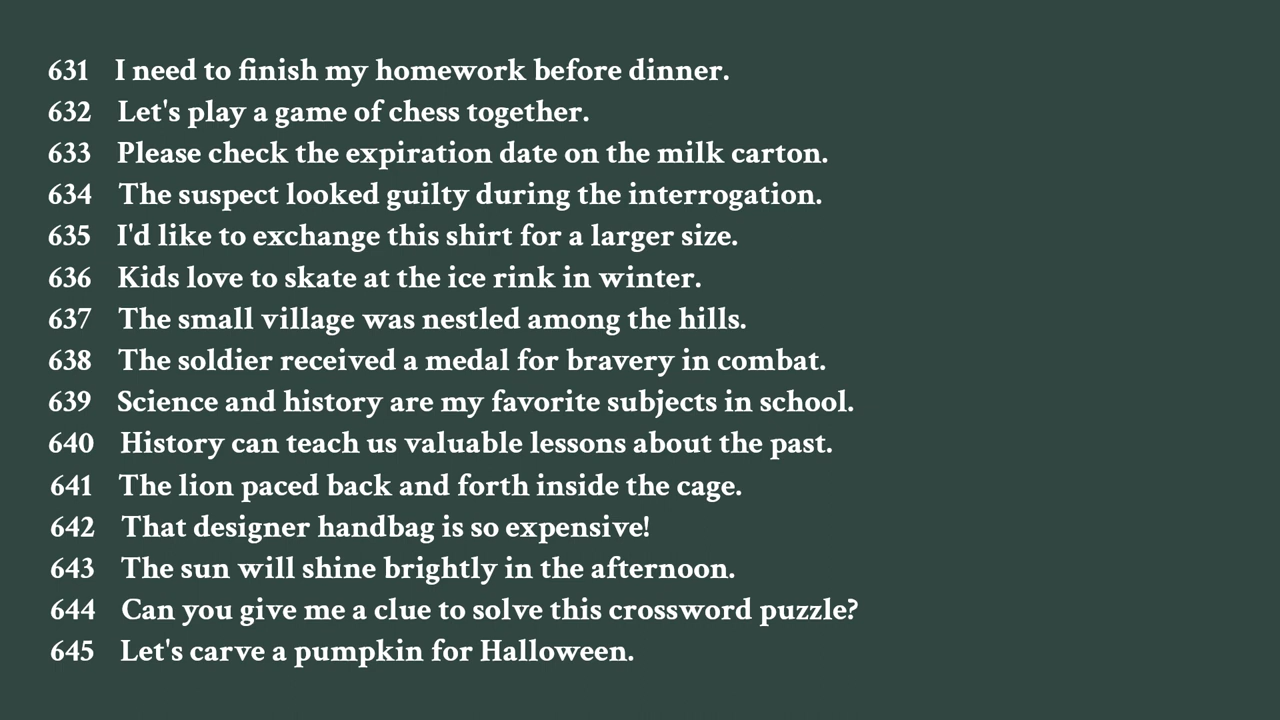 631 I need to finish my homework before dinner.
632 Let's play a game of chess together.
633 Please check the expiration date on the milk carton.
634 The suspect looked guilty during the interrogation.
635 I'd like to exchange this shirt for a larger size.
636 Kids love to skate at the ice rink in winter.
637 The small village was nestled among the hills.
638 The soldier received a medal for bravery in combat.
639 Science and history are my favorite subjects in school.
640 History can teach us valuable lessons about the past.
641 The lion paced back and forth inside the cage.
642 That designer handbag is so expensive!
643 The sun will shine brightly in the afternoon.
644 Can you give me a clue to solve this crossword puzzle?
645 Let's carve a pumpkin for Halloween.